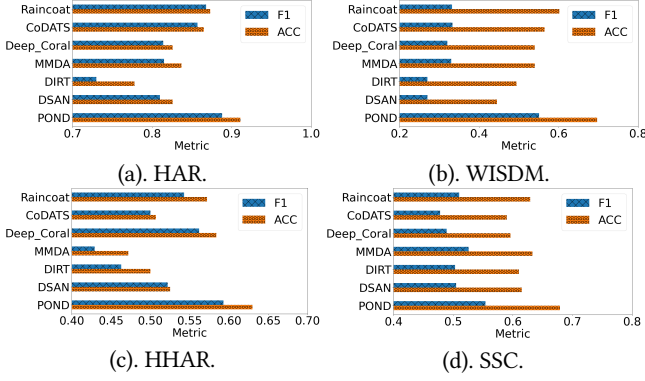 Raincoat
CoDATS
Deep_Coral
MMDA
DIRT
DSAN
POND
F1
ACC
0.7 0.8 0.9 1.0
Metric
(a). HAR.
Raincoat
CoDATS
Deep_Coral
MMDA
DIRT
DSAN
POND
F1
ACC
0.2 0.4 0.6 0.8
Metric
(b). WISDM.
Raincoat
CoDATS
Deep_Coral
MMDA
DIRT
DSAN
POND
F1
ACC
0.40 0.45 0.50 0.55 0.60 0.65 0.70
Metric
(c). HHAR.
Raincoat
CoDATS
Deep_Coral
MMDA
DIRT
DSAN
POND
F1
ACC
0.4 0.5 0.6 0.7 0.8
Metric
(d). SSC.